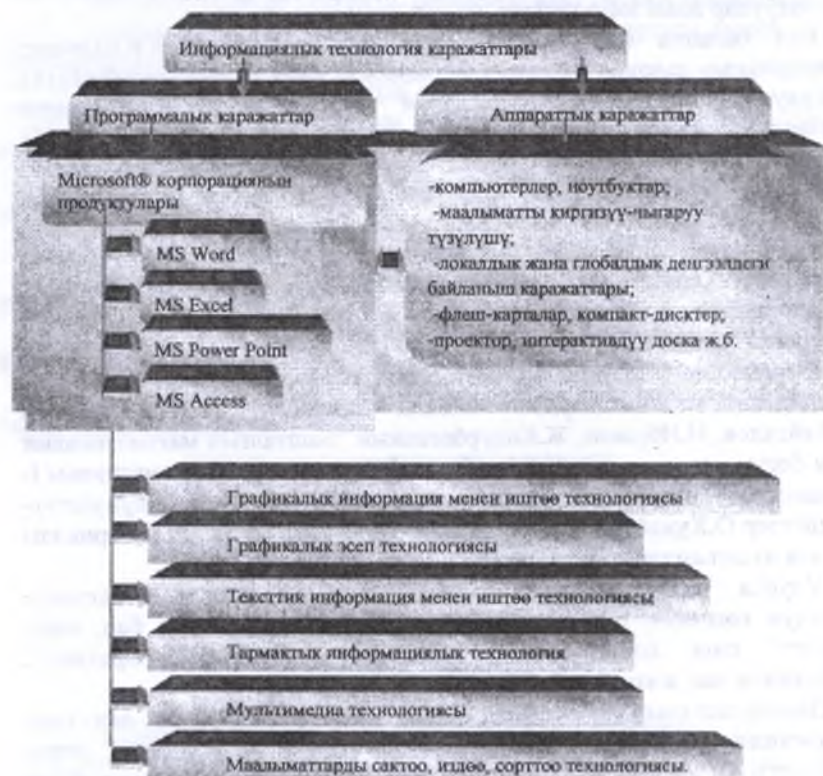 Информациялык технология каражаттары
Программалык каражаттар
Аппараттык каражаттар
Microsoft® корпорациянын
продуктулары
MS Word
MS Excel
MS Power Point
MS Access
-компьютерлер, ноутбуктар;
-маалыматты киргизүү-чыгаруу
түзүлүшү;
-локалдык жана глобалдык деңгээлдеги
байланыш каражаттары;
-флеш-карталар, компакт-дисктер;
-проектор, интерактивдүү доска ж.б.
Графикалык информация менен иштөө технологиясы
Графикалык эсеп технологиясы
Тексттик информация менен иштөө технологиясы
Тармактык информациялык технология
Мультимедиа технологиясы
Маалыматтарды сактоо, издөө, сорттоо технологиясы.